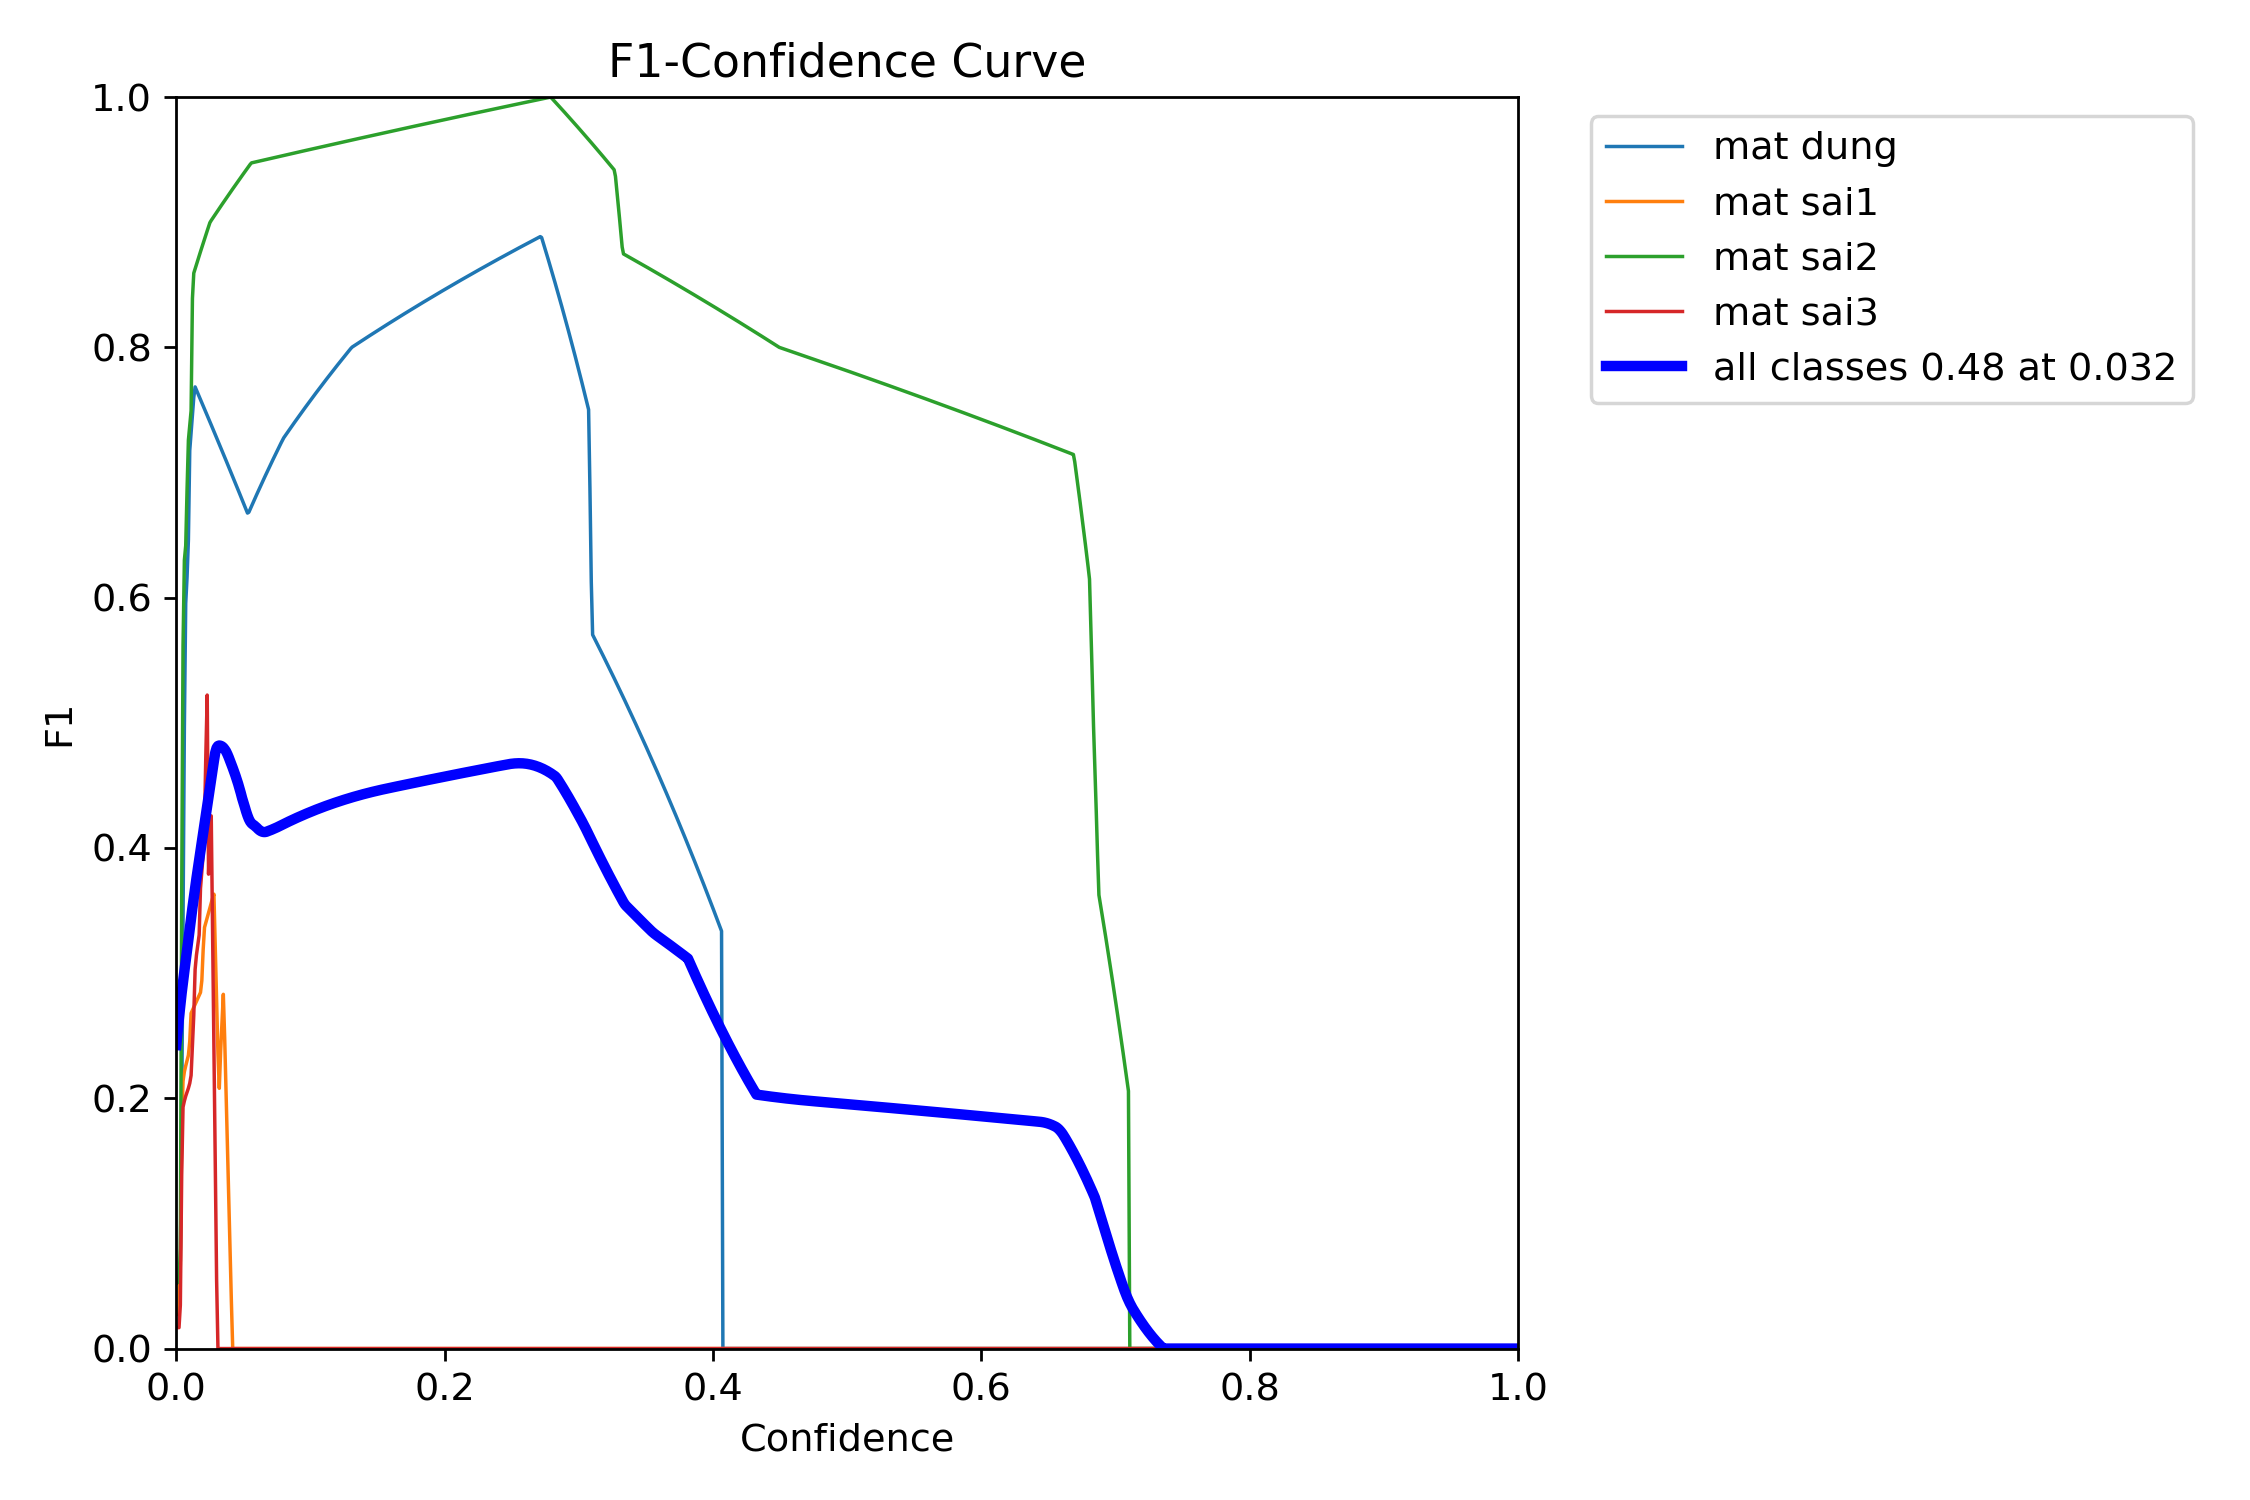 F1-Confidence Curve
1.0
0.8
0.6
0.4
0.2
0.0
F1
0.0 0.2 0.4 0.6 0.8 1.0
Confidence
mat dung
mat sai1
mat sai2
mat sai3
all classes 0.48 at 0.032